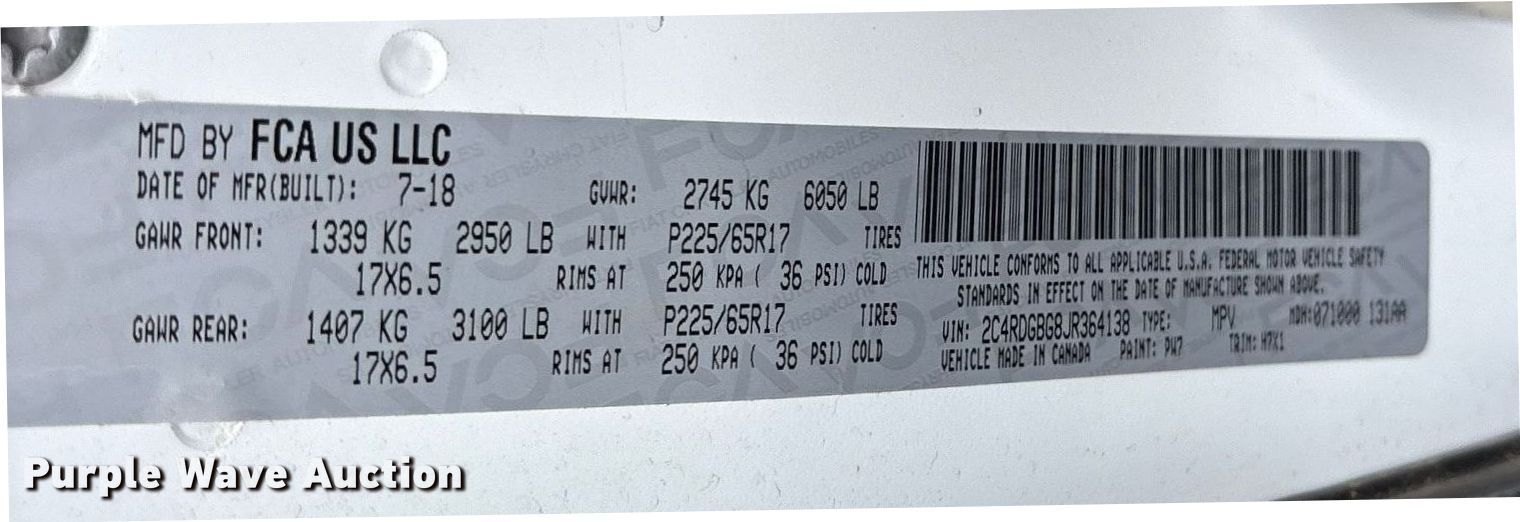 MFD BY FCA US LLC
DATE OF MFR(BUILT): 7-18 GVWR: 2745 KG 6050 LB
GAWR FRONT: 1339 KG 2950 LB WITH P225/65R17 TIRES
17X6.5 RIMS AT 250 KPA ( 36 PSI) COLD
GAWR REAR: 1407 KG 3100 LB WITH P225/65R17 TIRES
17X6.5 RIMS AT 250 KPA ( 36 PSI) COLD
THIS VEHICLE CONFORMS TO ALL APPLICABLE U.S.A. FEDERAL MOTOR VEHICLE SAFETY
STANDARDS IN EFFECT ON THE DATE OF MANUFACTURE SHOWN ABOVE.
VIN: 2C4RDGBG8JR364138 TYPE: MPV MDH:071000 131AA
VEHICLE MADE IN CANADA PAINT: PW7 TRIM: H7X1
Purple Wave Auction